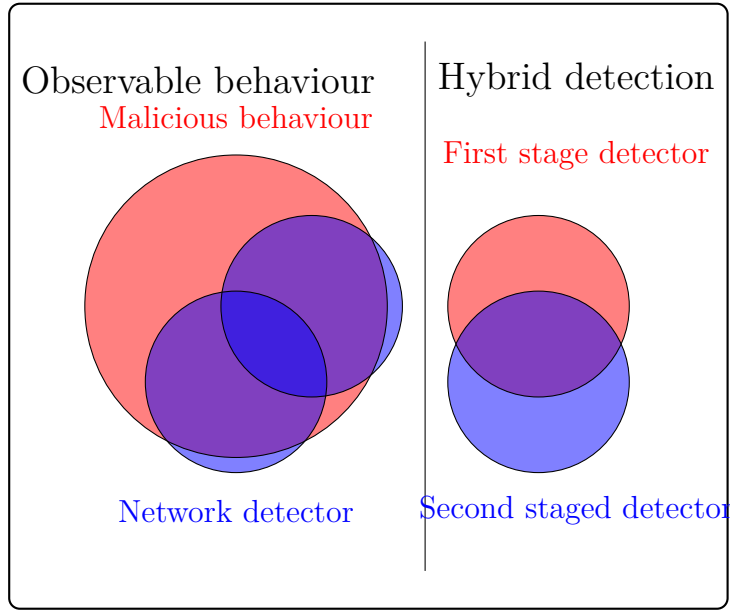 Observable behaviour
Malicious behaviour
Network detector
Hybrid detection
First stage detector
Second staged detector